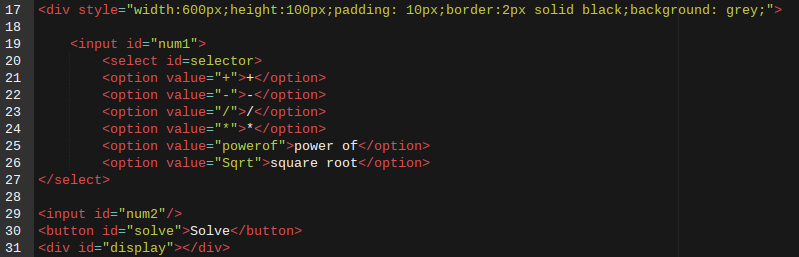 17 <div style="width:600px;height:100px;padding: 10px;border:2px solid black;background: grey;">
18
19     <input id="num1">
20         <select id=selector>
21         <option value="+">+</option>
22         <option value="-">-</option>
23         <option value="/">/</option>
24         <option value="*">*</option>
25         <option value="powerof">power of</option>
26         <option value="Sqrt">square root</option>
27 </select>
28
29 <input id="num2"/>
30 <button id="solve">Solve</button>
31 <div id="display"></div>